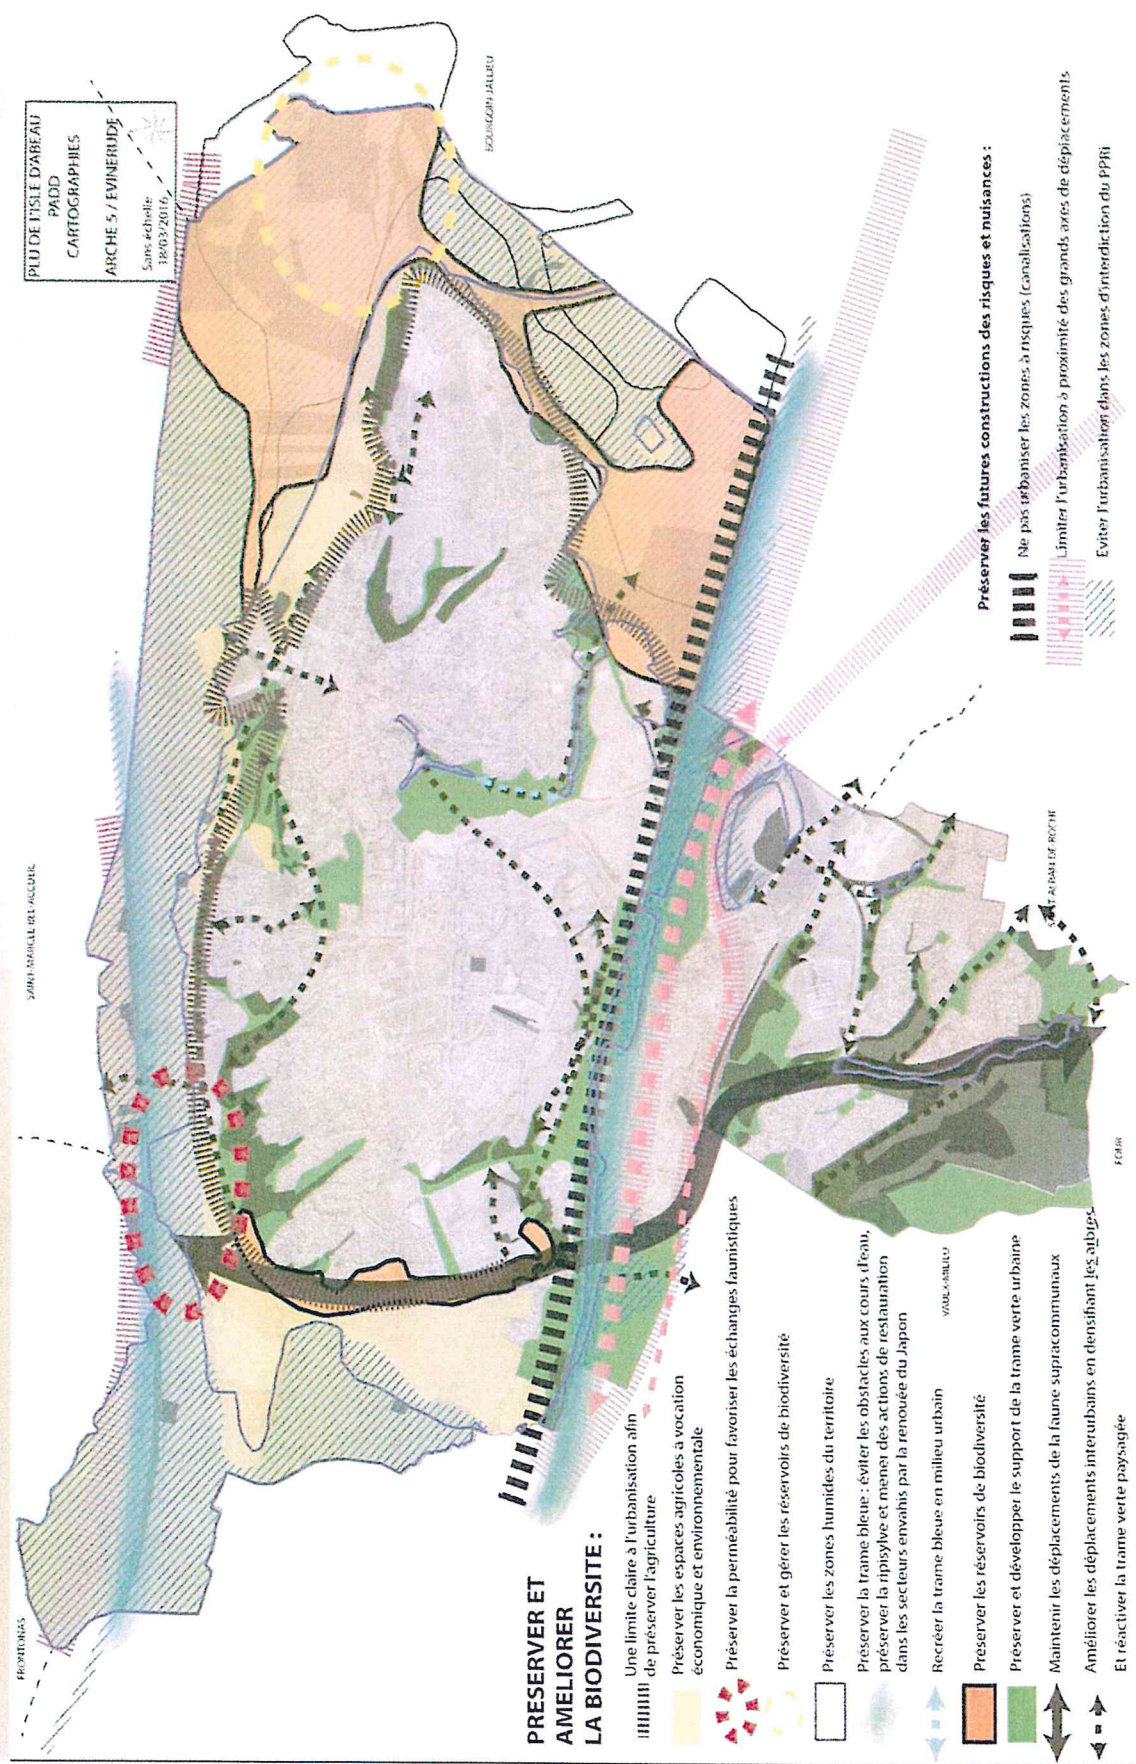 PLU DE L'ISLE D'ABEAU
PADD
CARTOGRAPHIES
ARCHE 5 / EVINERUDE
Sans échelle
18/03/2016
FRONTONAS
SAINT-MARCEL-BEL-ACCUEIL
BOURGOIN-JALLIEU
VAULX-MILIEU
FOUR
SAINT-ALBAN-DE-ROCHE
PRESERVER ET
AMELIORER
LA BIODIVERSITE :
Une limite claire à l'urbanisation afin
de préserver l'agriculture
Préserver les espaces agricoles à vocation
économique et environnementale
Préserver la perméabilité pour favoriser les échanges faunistiques
Préserver et gérer les réservoirs de biodiversité
Préserver les zones humides du territoire
Préserver la trame bleue : éviter les obstacles aux cours d'eau,
préserver la ripisylve et mener des actions de restauration
dans les secteurs envahis par la renouée du Japon
Recréer la trame bleue en milieu urbain
Préserver les réservoirs de biodiversité
Préserver et développer le support de la trame verte urbaine
Maintenir les déplacements de la faune supracommunaux
Améliorer les déplacements interurbains en densifiant les arbres
Et réactiver la trame verte paysagée
Préserver les futures constructions des risques et nuisances :
Ne pas urbaniser les zones à risques (canalisations)
Limiter l'urbanisation à proximité des grands axes de déplacements
Eviter l'urbanisation dans les zones d'interdiction du PPRi